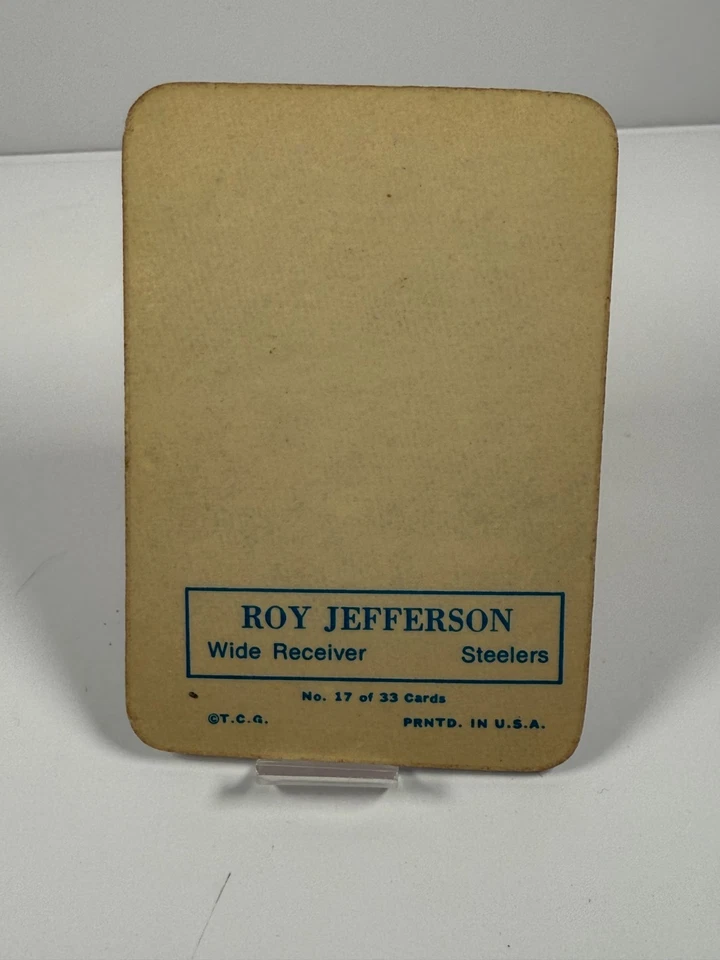 ROY JEFFERSON
Wide Receiver Steelers
No. 17 of 33 Cards
©T.C.G. PRNTD. IN U.S.A.